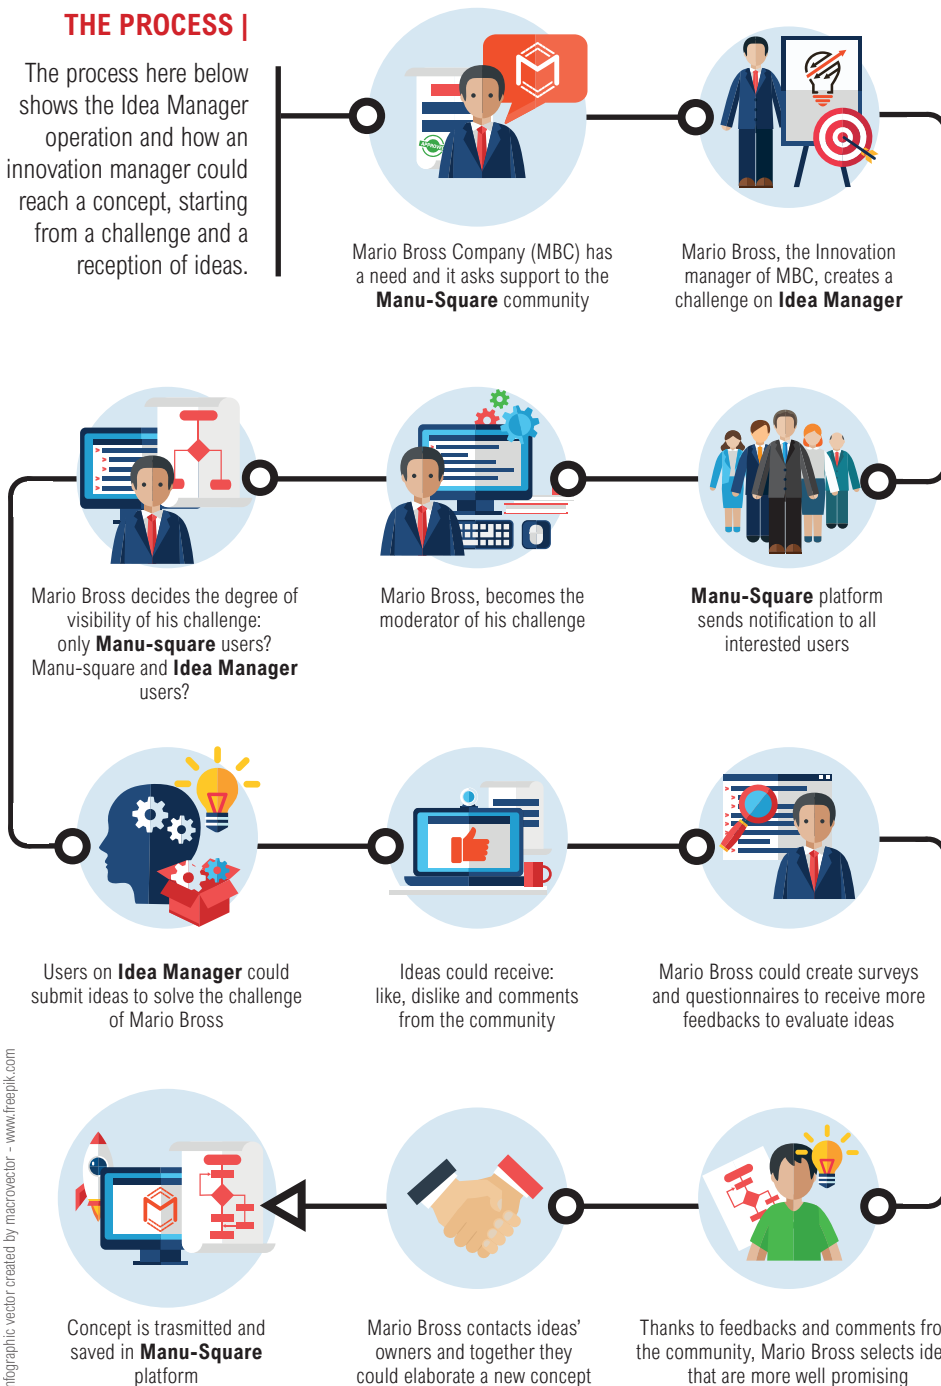 THE PROCESS |
The process here below
shows the Idea Manager
operation and how an
innovation manager could
reach a concept, starting
from a challenge and a
reception of ideas.
APPROVED
Mario Bross Company (MBC) has
a need and it asks support to the
Manu-Square community
Mario Bross, the Innovation
manager of MBC, creates a
challenge on Idea Manager
Manu-Square platform
sends notification to all
interested users
Mario Bross, becomes the
moderator of his challenge
Mario Bross decides the degree of
visibility of his challenge:
only Manu-square users?
Manu-square and Idea Manager
users?
Users on Idea Manager could
submit ideas to solve the challenge
of Mario Bross
Ideas could receive:
like, dislike and comments
from the community
Mario Bross could create surveys
and questionnaires to receive more
feedbacks to evaluate ideas
Thanks to feedbacks and comments fro
the community, Mario Bross selects ide
that are more well promising
Mario Bross contacts ideas'
owners and together they
could elaborate a new concept
Concept is trasmitted and
saved in Manu-Square
platform
nfographic vector created by macrovector - www.freepik.com